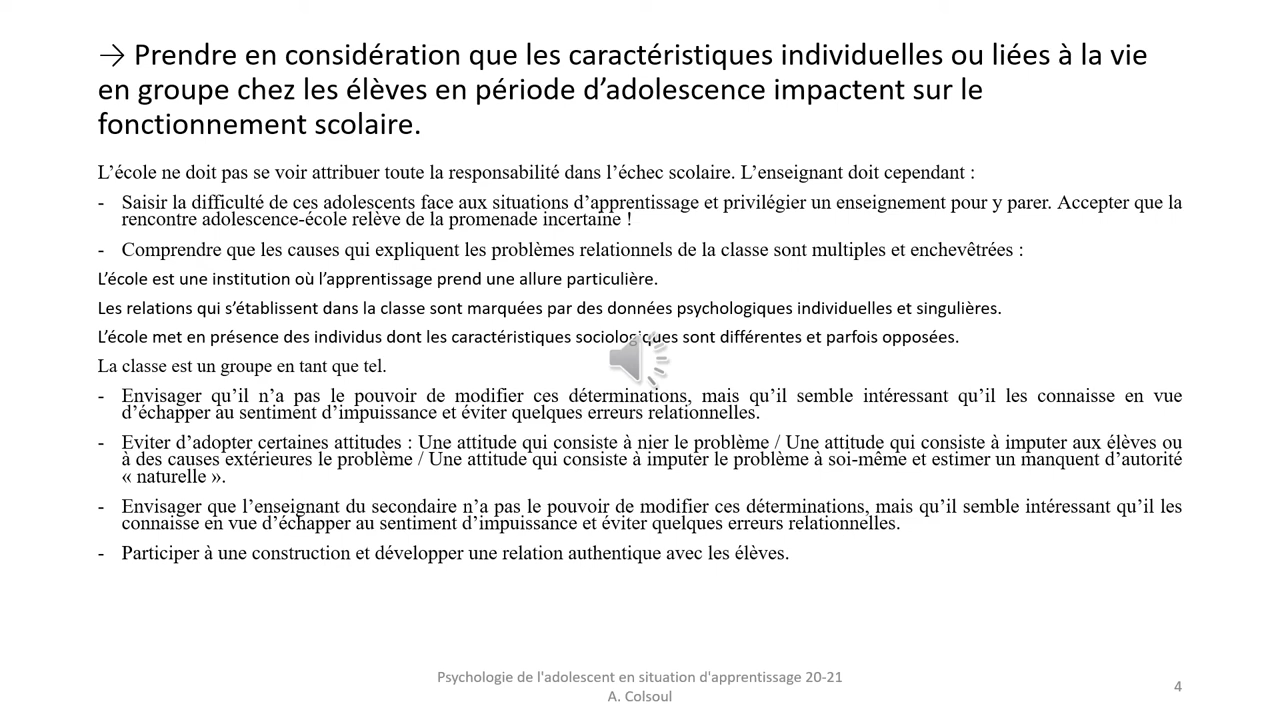 → Prendre en considération que les caractéristiques individuelles ou liées à la vie
en groupe chez les élèves en période d’adolescence impactent sur le
fonctionnement scolaire.
L’école ne doit pas se voir attribuer toute la responsabilité dans l’échec scolaire. L’enseignant doit cependant :
- Saisir la difficulté de ces adolescents face aux situations d’apprentissage et privilégier un enseignement pour y parer. Accepter que la
rencontre adolescence-école relève de la promenade incertaine !
- Comprendre que les causes qui expliquent les problèmes relationnels de la classe sont multiples et enchevêtrées :
L’école est une institution où l’apprentissage prend une allure particulière.
Les relations qui s’établissent dans la classe sont marquées par des données psychologiques individuelles et singulières.
L’école met en présence des individus dont les caractéristiques sociologiques sont différentes et parfois opposées.
La classe est un groupe en tant que tel.
- Envisager qu’il n’a pas le pouvoir de modifier ces déterminations, mais qu’il semble intéressant qu’il les connaisse en vue
d’échapper au sentiment d’impuissance et éviter quelques erreurs relationnelles.
- Eviter d’adopter certaines attitudes : Une attitude qui consiste à nier le problème / Une attitude qui consiste à imputer aux élèves ou
à des causes extérieures le problème / Une attitude qui consiste à imputer le problème à soi-même et estimer un manquent d’autorité
« naturelle ».
- Envisager que l’enseignant du secondaire n’a pas le pouvoir de modifier ces déterminations, mais qu’il semble intéressant qu’il les
connaisse en vue d’échapper au sentiment d’impuissance et éviter quelques erreurs relationnelles.
- Participer à une construction et développer une relation authentique avec les élèves.
Psychologie de l'adolescent en situation d'apprentissage 20-21
A. Colsoul
4